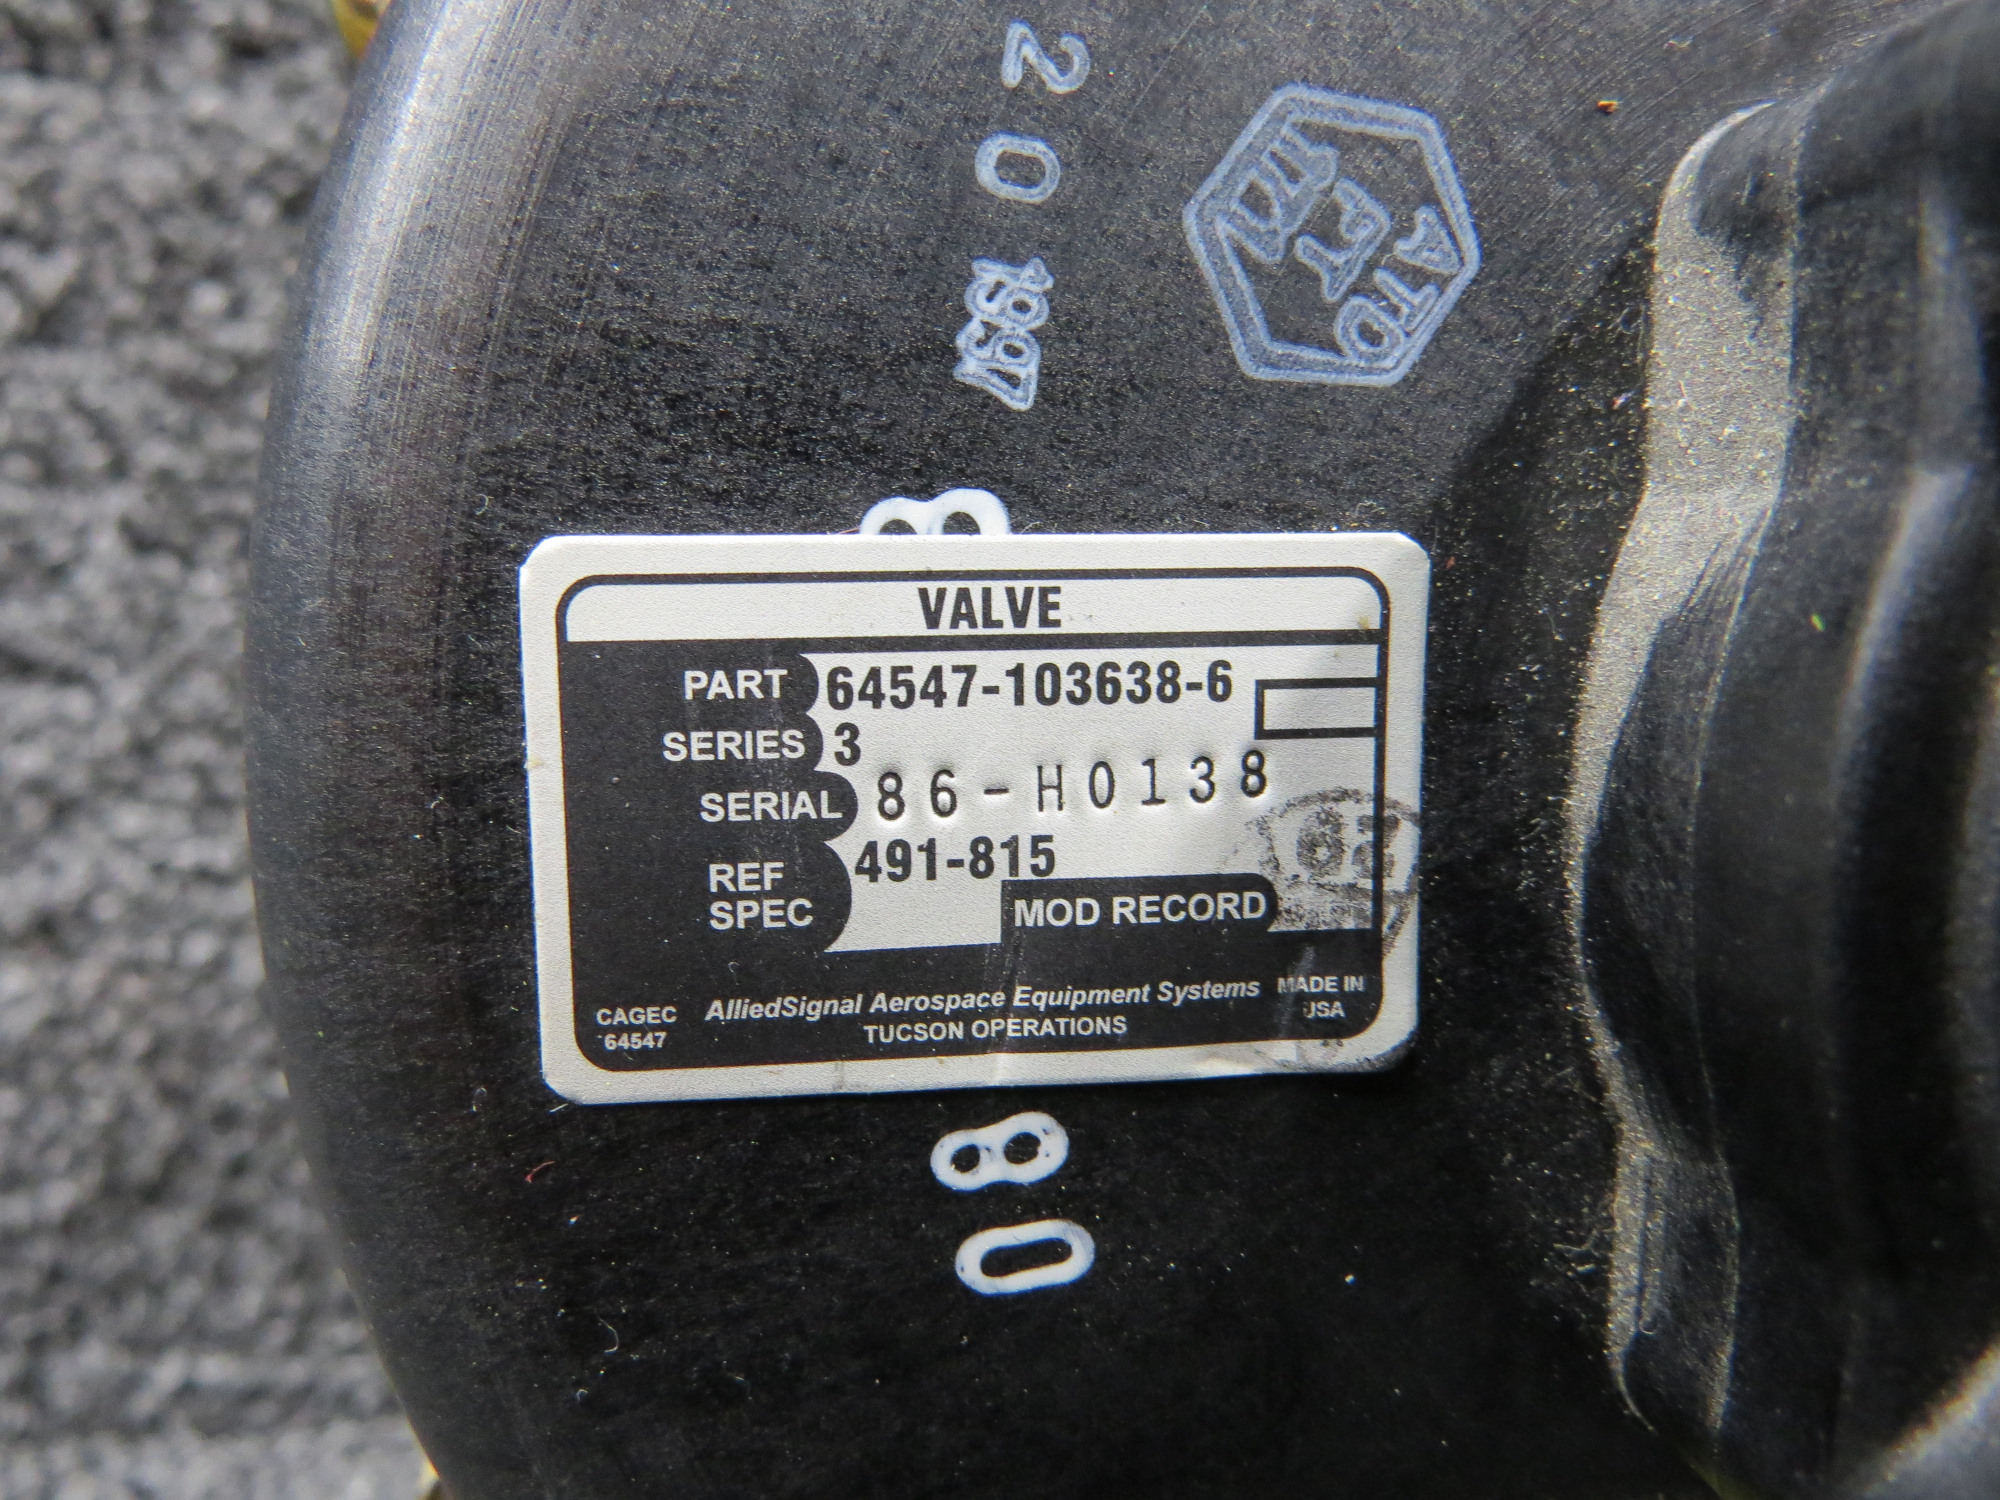 20
1997
ATO
FT
VALVE
PART 64547-103638-6
SERIES 3
SERIAL 86-H0138
REF SPEC 491-815
MOD RECORD
CAGEC 64547
AlliedSignal Aerospace Equipment Systems
TUCSON OPERATIONS
MADE IN USA
80